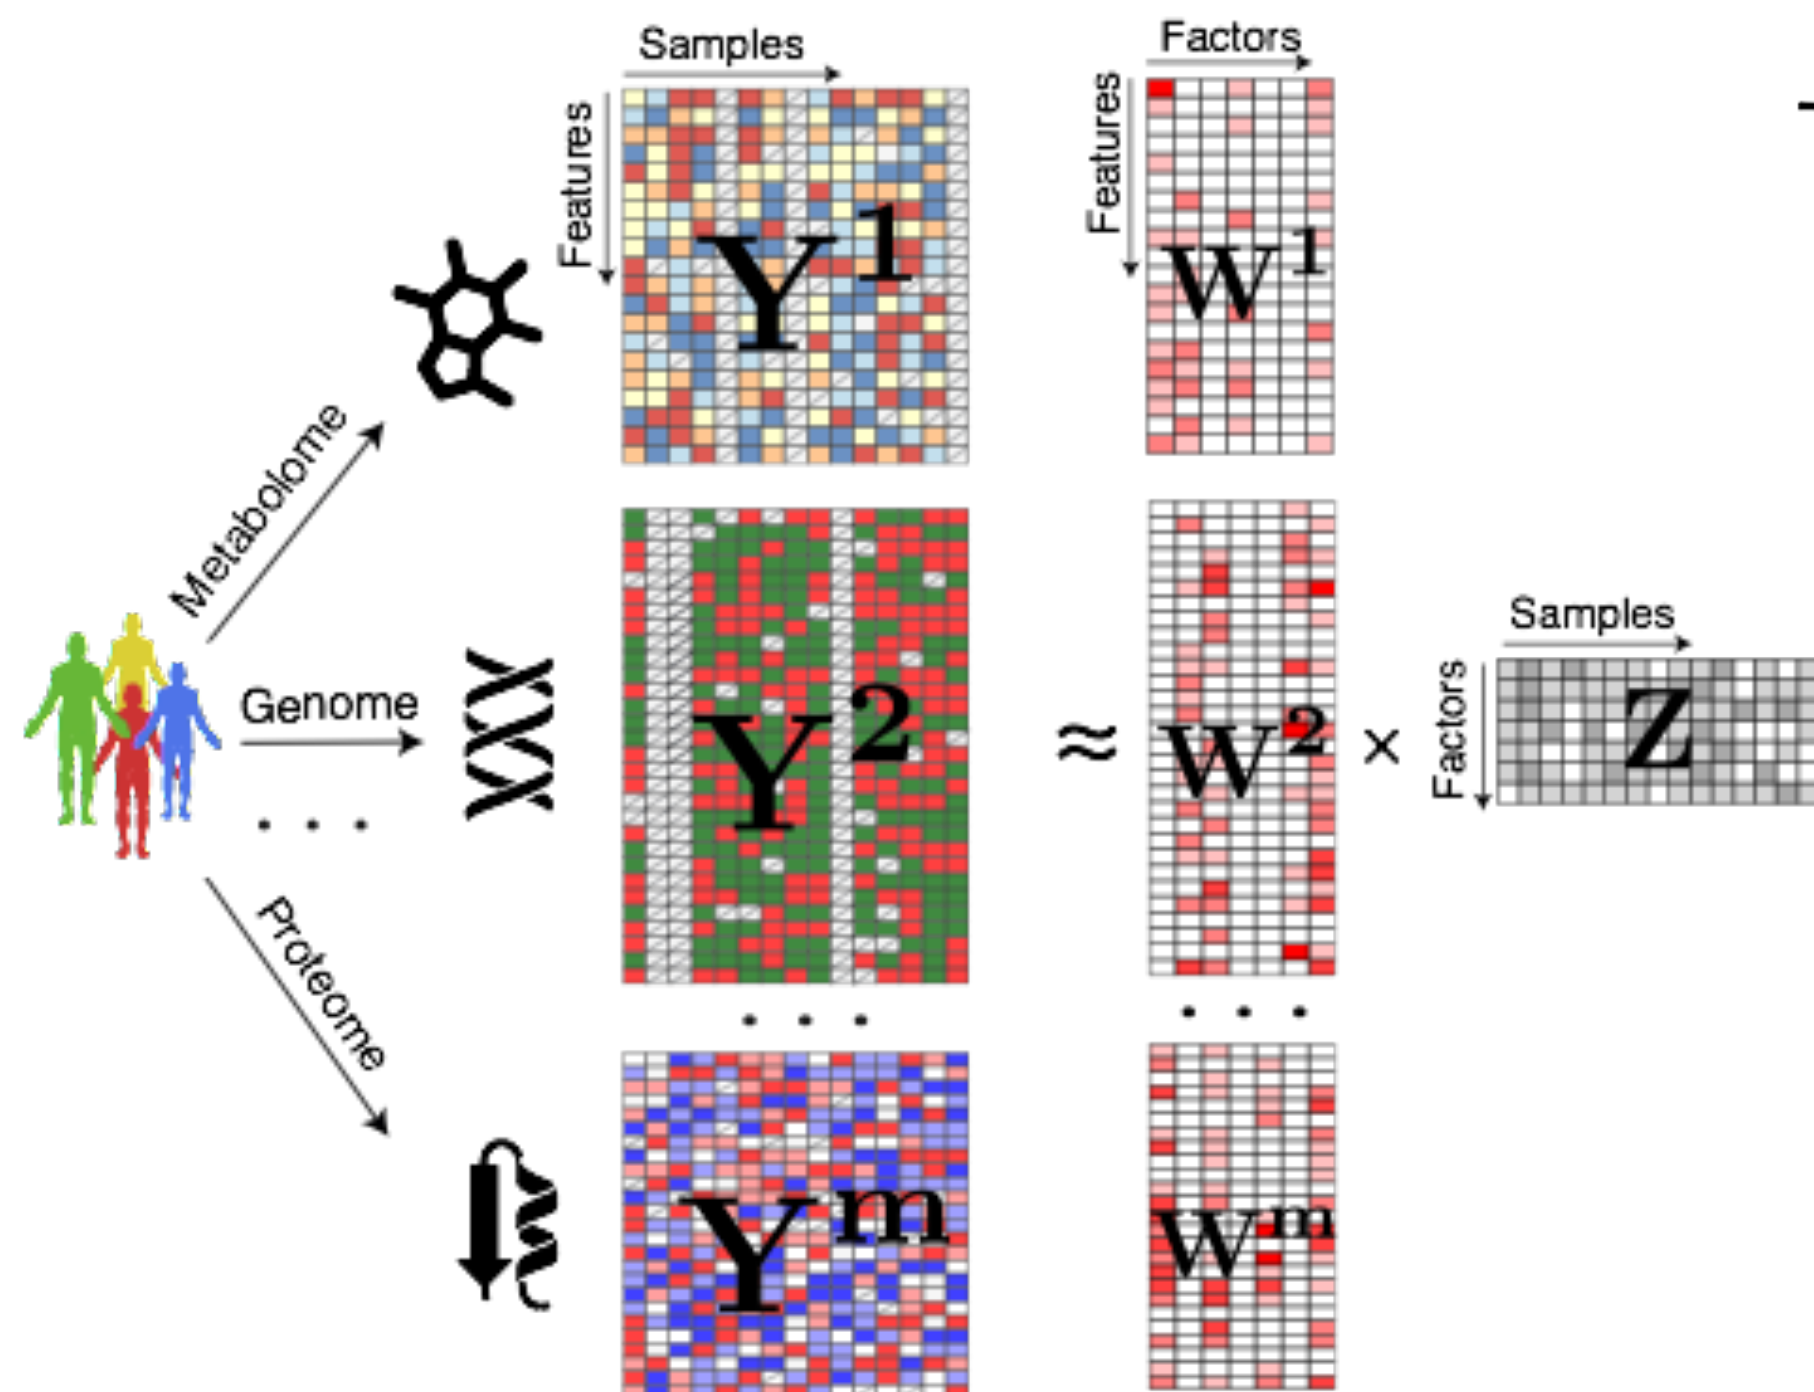 Samples
Factors
Features
Features
Y¹
W¹
Metabolome
Genome
. . .
Proteome
Y²
≈
W²
×
Samples
Factors
Z
. . .
. . .
Yᵐ
Wᵐ